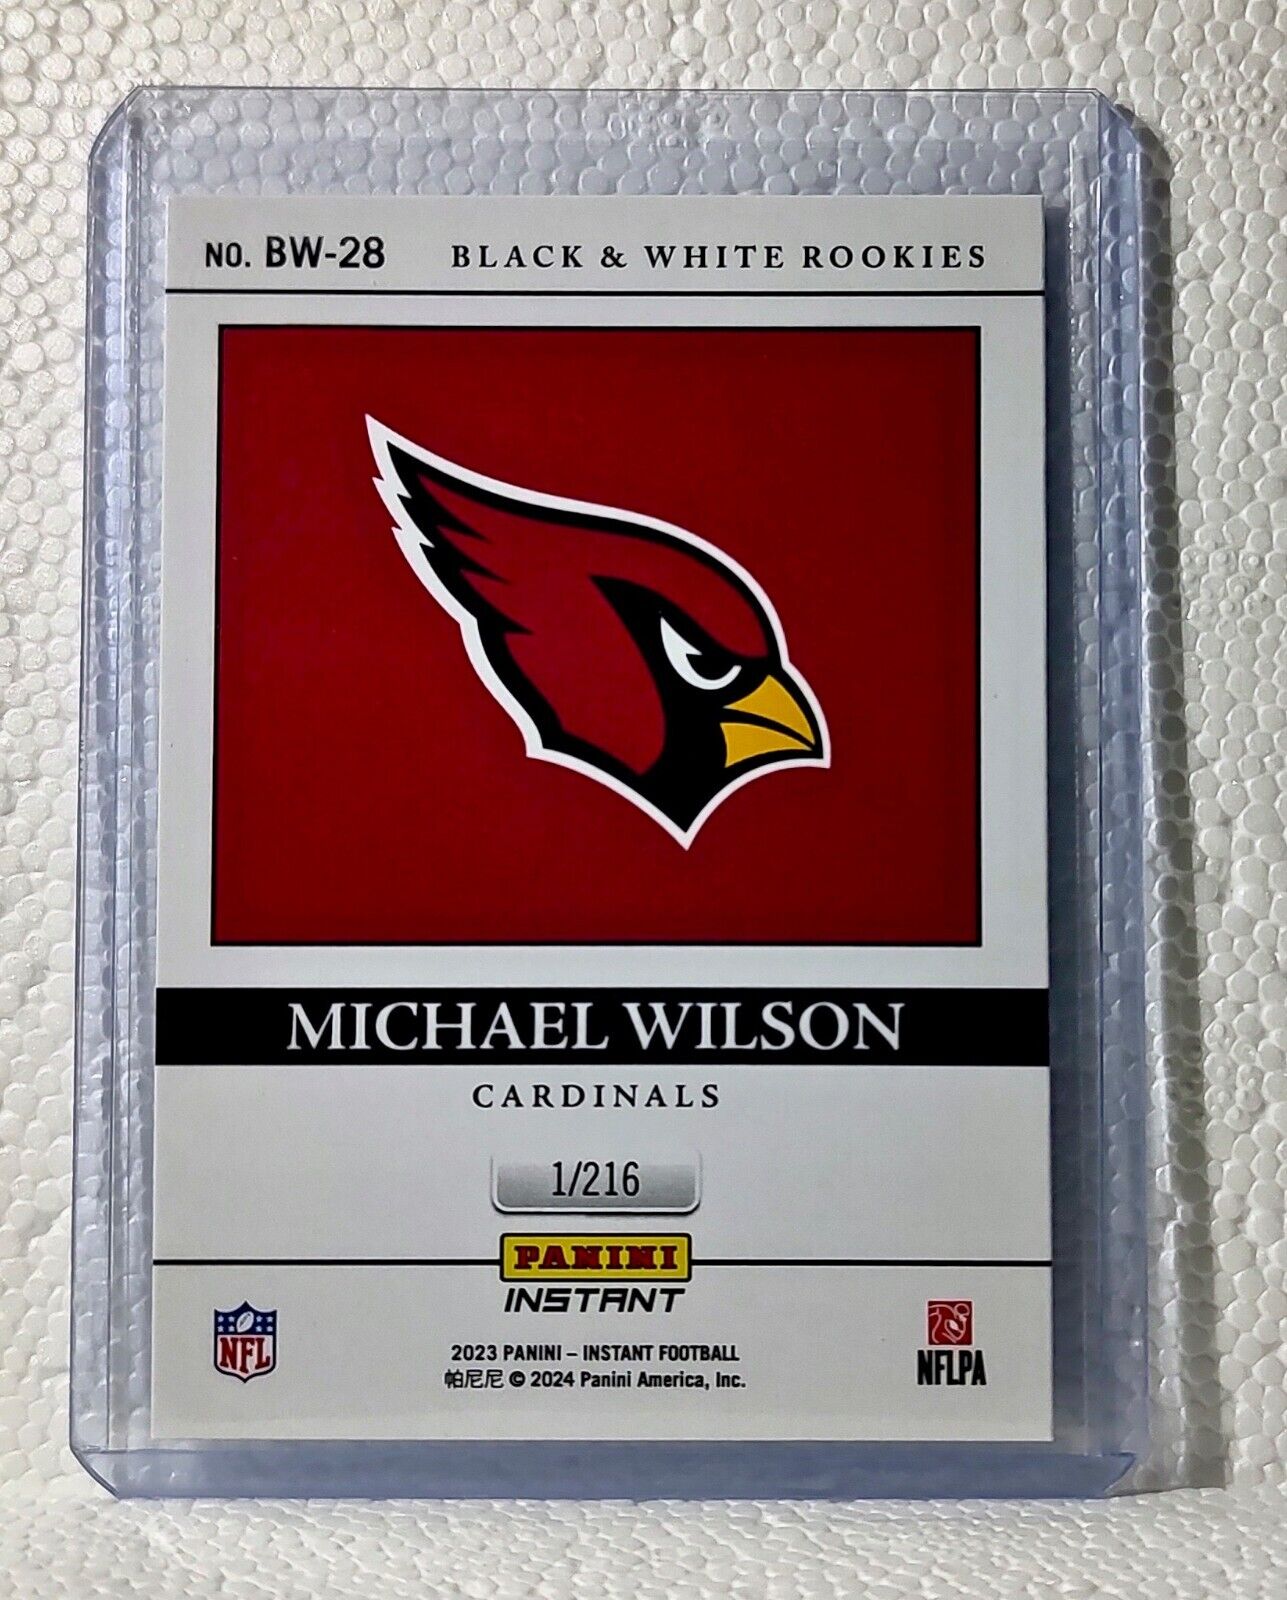 NO. BW-28 BLACK & WHITE ROOKIES
MICHAEL WILSON
CARDINALS
1/216
PANINI
INSTANT
NFL
2023 PANINI – INSTANT FOOTBALL
帕尼尼 © 2024 Panini America, Inc.
NFLPA